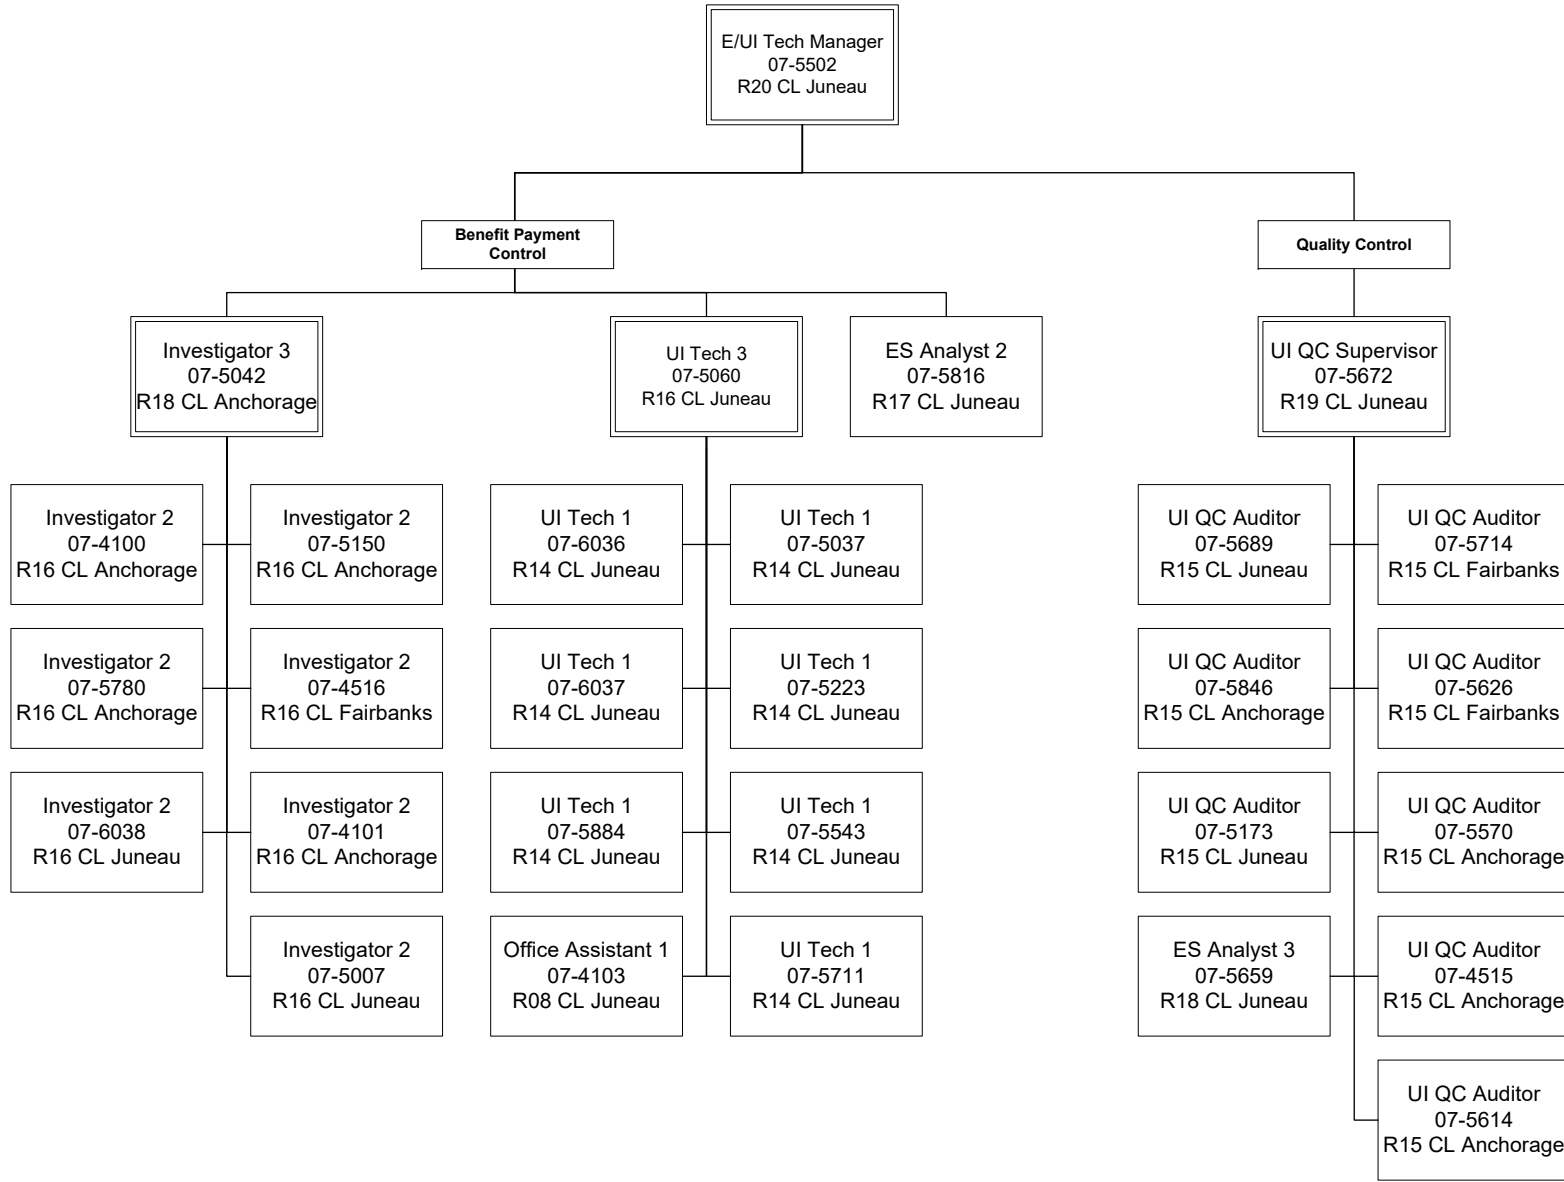 E/UI Tech Manager
07-5502
R20 CL Juneau
Benefit Payment
Control
Quality Control
Investigator 3
07-5042
R18 CL Anchorage
UI Tech 3
07-5060
R16 CL Juneau
ES Analyst 2
07-5816
R17 CL Juneau
UI QC Supervisor
07-5672
R19 CL Juneau
Investigator 2
07-4100
R16 CL Anchorage
Investigator 2
07-5150
R16 CL Anchorage
UI Tech 1
07-6036
R14 CL Juneau
UI Tech 1
07-5037
R14 CL Juneau
UI QC Auditor
07-5689
R15 CL Juneau
UI QC Auditor
07-5714
R15 CL Fairbanks
Investigator 2
07-5780
R16 CL Anchorage
Investigator 2
07-4516
R16 CL Fairbanks
UI Tech 1
07-6037
R14 CL Juneau
UI Tech 1
07-5223
R14 CL Juneau
UI QC Auditor
07-5846
R15 CL Anchorage
UI QC Auditor
07-5626
R15 CL Fairbanks
Investigator 2
07-6038
R16 CL Juneau
Investigator 2
07-4101
R16 CL Anchorage
UI Tech 1
07-5884
R14 CL Juneau
UI Tech 1
07-5543
R14 CL Juneau
UI QC Auditor
07-5173
R15 CL Juneau
UI QC Auditor
07-5570
R15 CL Anchorage
Investigator 2
07-5007
R16 CL Juneau
Office Assistant 1
07-4103
R08 CL Juneau
UI Tech 1
07-5711
R14 CL Juneau
ES Analyst 3
07-5659
R18 CL Juneau
UI QC Auditor
07-4515
R15 CL Anchorage
UI QC Auditor
07-5614
R15 CL Anchorage